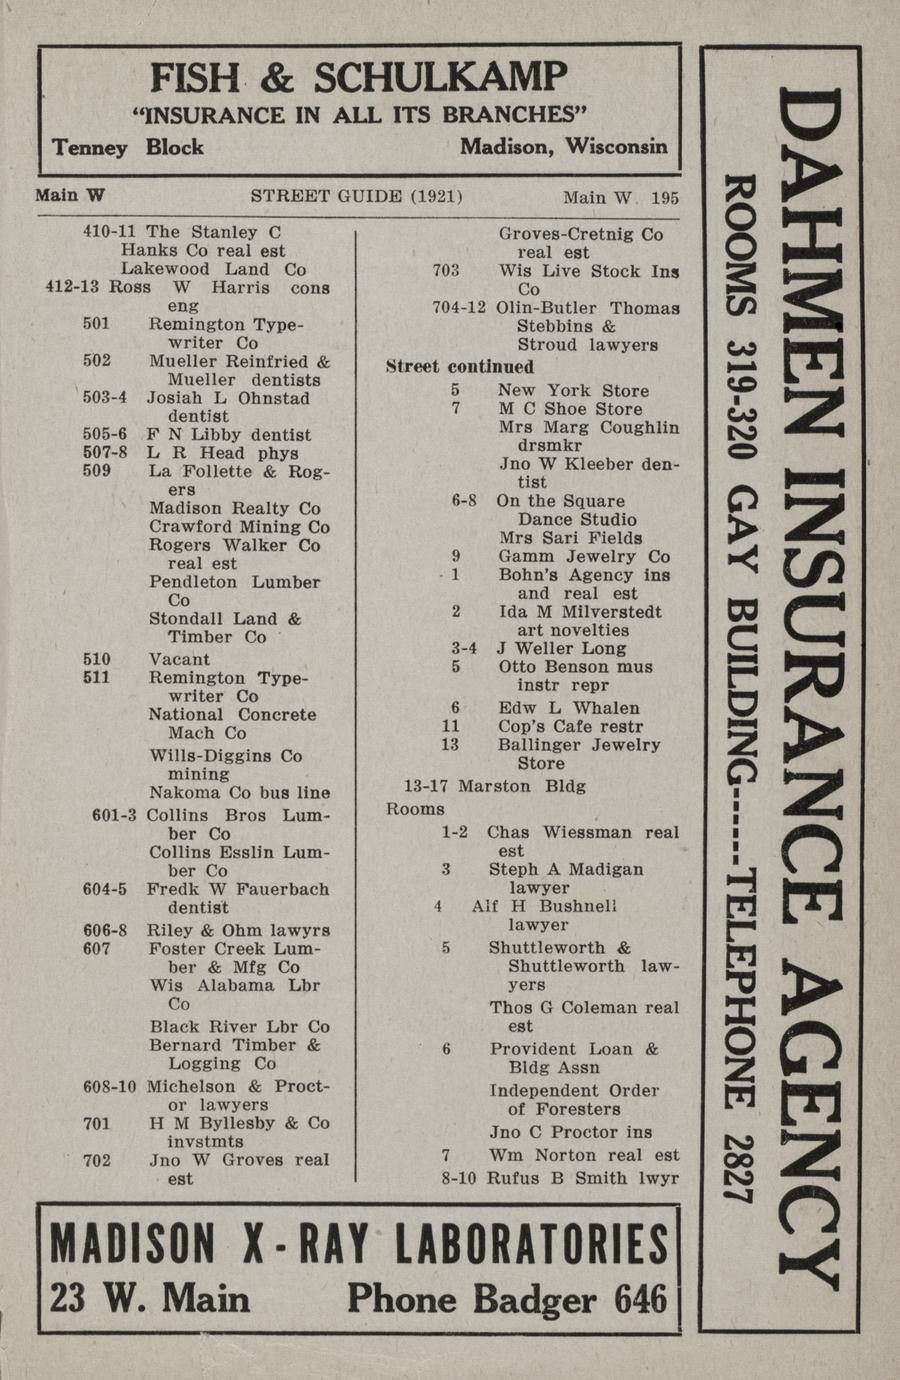 FISH & SCHULKAMP
"INSURANCE IN ALL ITS BRANCHES"
Tenney Block Madison, Wisconsin
Main W STREET GUIDE (1921) Main W. 195
410-11 The Stanley C
Hanks Co real est
Lakewood Land Co
412-13 Ross W Harris cons
eng
501 Remington Type-
writer Co
502 Mueller Reinfried &
Mueller dentists
503-4 Josiah L Ohnstad
dentist
505-6 F N Libby dentist
507-8 L R Head phys
509 La Follette & Rog-
ers
Madison Realty Co
Crawford Mining Co
Rogers Walker Co
real est
Pendleton Lumber
Co
Stondall Land &
Timber Co
510 Vacant
511 Remington Type-
writer Co
National Concrete
Mach Co
Wills-Diggins Co
mining
Nakoma Co bus line
601-3 Collins Bros Lum-
ber Co
Collins Esslin Lum-
ber Co
604-5 Fredk W Fauerbach
dentist
606-8 Riley & Ohm lawyrs
607 Foster Creek Lum-
ber & Mfg Co
Wis Alabama Lbr
Co
Black River Lbr Co
Bernard Timber &
Logging Co
608-10 Michelson & Proct-
or lawyers
701 H M Byllesby & Co
invstmts
702 Jno W Groves real
est
Groves-Cretnig Co
real est
703 Wis Live Stock Ins
Co
704-12 Olin-Butler Thomas
Stebbins &
Stroud lawyers
Street continued
5 New York Store
7 M C Shoe Store
Mrs Marg Coughlin
drsmkr
Jno W Kleeber den-
tist
6-8 On the Square
Dance Studio
Mrs Sari Fields
9 Gamm Jewelry Co
1 Bohn's Agency ins
and real est
2 Ida M Milverstedt
art novelties
3-4 J Weller Long
5 Otto Benson mus
instr repr
6 Edw L Whalen
11 Cop's Cafe restr
13 Ballinger Jewelry
Store
13-17 Marston Bldg
Rooms
1-2 Chas Wiessman real
est
3 Steph A Madigan
lawyer
4 Alf H Bushnell
lawyer
5 Shuttleworth &
Shuttleworth law-
yers
Thos G Coleman real
est
6 Provident Loan &
Bldg Assn
Independent Order
of Foresters
Jno C Proctor ins
7 Wm Norton real est
8-10 Rufus B Smith lwyr
MADISON X-RAY LABORATORIES
23 W. Main Phone Badger 646
DAHMEN INSURANCE AGENCY
ROOMS 319-320 GAY BUILDING------TELEPHONE 2827